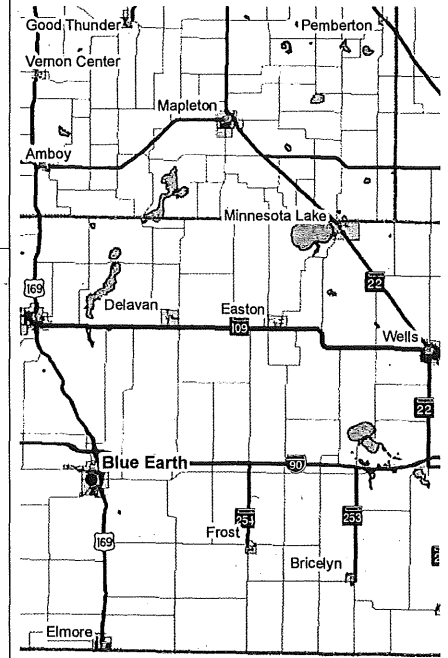 Good Thunder
Pemberton
Vernon Center
Mapleton
Amboy
Minnesota Lake
22
169
Delavan
Easton
109
Wells
22
Blue Earth
90
254
253
Frost
169
Bricelyn
Elmore